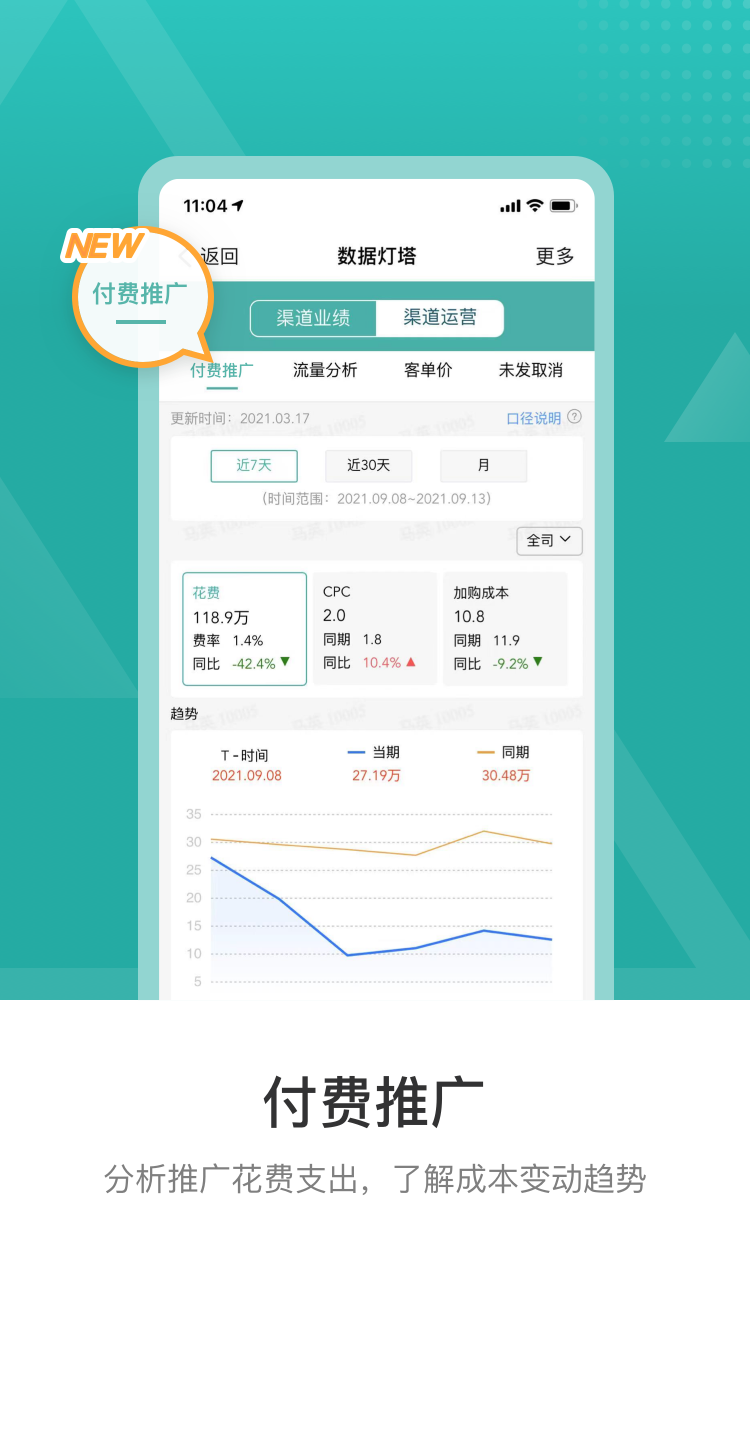 11:04
返回
数据灯塔
更多
NEW
付费推广
渠道业绩
渠道运营
付费推广
流量分析
客单价
未发取消
更新时间：2021.03.17
口径说明 ?
近7天
近30天
月
(时间范围：2021.09.08~2021.09.13)
全司
花费
118.9万
费率 1.4%
同比 -42.4%▼
CPC
2.0
同期 1.8
同比 10.4%▲
加购成本
10.8
同期 11.9
同比 -9.2%▼
趋势
马英 10005
T-时间
2021.09.08
当期
27.19万
同期
30.48万
35
30
25
20
15
10
5
付费推广
分析推广花费支出，了解成本变动趋势